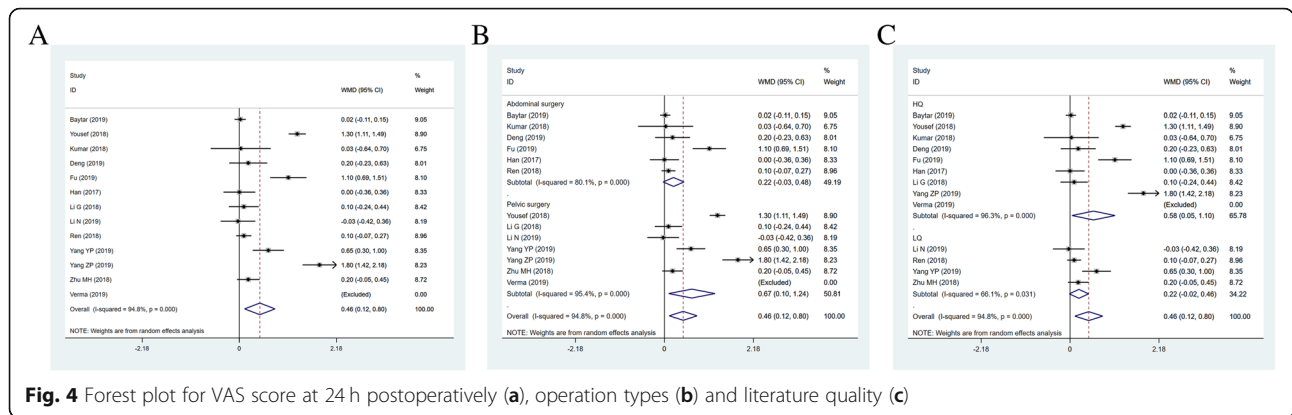 A
Study %
ID WMD (95% CI) Weight
Baytar (2019) 0.02 (-0.11, 0.15) 9.05
Yousef (2018) 1.30 (1.11, 1.49) 8.90
Kumar (2018) 0.03 (-0.64, 0.70) 6.75
Deng (2019) 0.20 (-0.23, 0.63) 8.01
Fu (2019) 1.10 (0.69, 1.51) 8.10
Han (2017) 0.00 (-0.36, 0.36) 8.33
Li G (2018) 0.10 (-0.24, 0.44) 8.42
Li N (2019) -0.03 (-0.42, 0.36) 8.19
Ren (2018) 0.10 (-0.07, 0.27) 8.96
Yang YP (2019) 0.65 (0.30, 1.00) 8.35
Yang ZP (2019) 1.80 (1.42, 2.18) 8.23
Zhu MH (2018) 0.20 (-0.05, 0.45) 8.72
Verma (2019) (Excluded) 0.00
Overall (I-squared = 94.8%, p = 0.000) 0.46 (0.12, 0.80) 100.00
NOTE: Weights are from random effects analysis
-2.18 0 2.18
B
Study %
ID WMD (95% CI) Weight
Abdominal surgery
Baytar (2019) 0.02 (-0.11, 0.15) 9.05
Kumar (2018) 0.03 (-0.64, 0.70) 6.75
Deng (2019) 0.20 (-0.23, 0.63) 8.01
Fu (2019) 1.10 (0.69, 1.51) 8.10
Han (2017) 0.00 (-0.36, 0.36) 8.33
Ren (2018) 0.10 (-0.07, 0.27) 8.96
Subtotal (I-squared = 80.1%, p = 0.000) 0.22 (-0.03, 0.48) 49.19
Pelvic surgery
Yousef (2018) 1.30 (1.11, 1.49) 8.90
Li G (2018) 0.10 (-0.24, 0.44) 8.42
Li N (2019) -0.03 (-0.42, 0.36) 8.19
Yang YP (2019) 0.65 (0.30, 1.00) 8.35
Yang ZP (2019) 1.80 (1.42, 2.18) 8.23
Zhu MH (2018) 0.20 (-0.05, 0.45) 8.72
Verma (2019) (Excluded) 0.00
Subtotal (I-squared = 95.4%, p = 0.000) 0.67 (0.10, 1.24) 50.81
Overall (I-squared = 94.8%, p = 0.000) 0.46 (0.12, 0.80) 100.00
NOTE: Weights are from random effects analysis
-2.18 0 2.18
C
Study %
ID WMD (95% CI) Weight
HQ
Baytar (2019) 0.02 (-0.11, 0.15) 9.05
Yousef (2018) 1.30 (1.11, 1.49) 8.90
Kumar (2018) 0.03 (-0.64, 0.70) 6.75
Deng (2019) 0.20 (-0.23, 0.63) 8.01
Fu (2019) 1.10 (0.69, 1.51) 8.10
Han (2017) 0.00 (-0.36, 0.36) 8.33
Li G (2018) 0.10 (-0.24, 0.44) 8.42
Yang ZP (2019) 1.80 (1.42, 2.18) 8.23
Verma (2019) (Excluded) 0.00
Subtotal (I-squared = 96.3%, p = 0.000) 0.58 (0.05, 1.10) 65.78
LQ
Li N (2019) -0.03 (-0.42, 0.36) 8.19
Ren (2018) 0.10 (-0.07, 0.27) 8.96
Yang YP (2019) 0.65 (0.30, 1.00) 8.35
Zhu MH (2018) 0.20 (-0.05, 0.45) 8.72
Subtotal (I-squared = 66.1%, p = 0.031) 0.22 (-0.02, 0.46) 34.22
Overall (I-squared = 94.8%, p = 0.000) 0.46 (0.12, 0.80) 100.00
NOTE: Weights are from random effects analysis
-2.18 0 2.18
Fig. 4 Forest plot for VAS score at 24 h postoperatively (a), operation types (b) and literature quality (c)